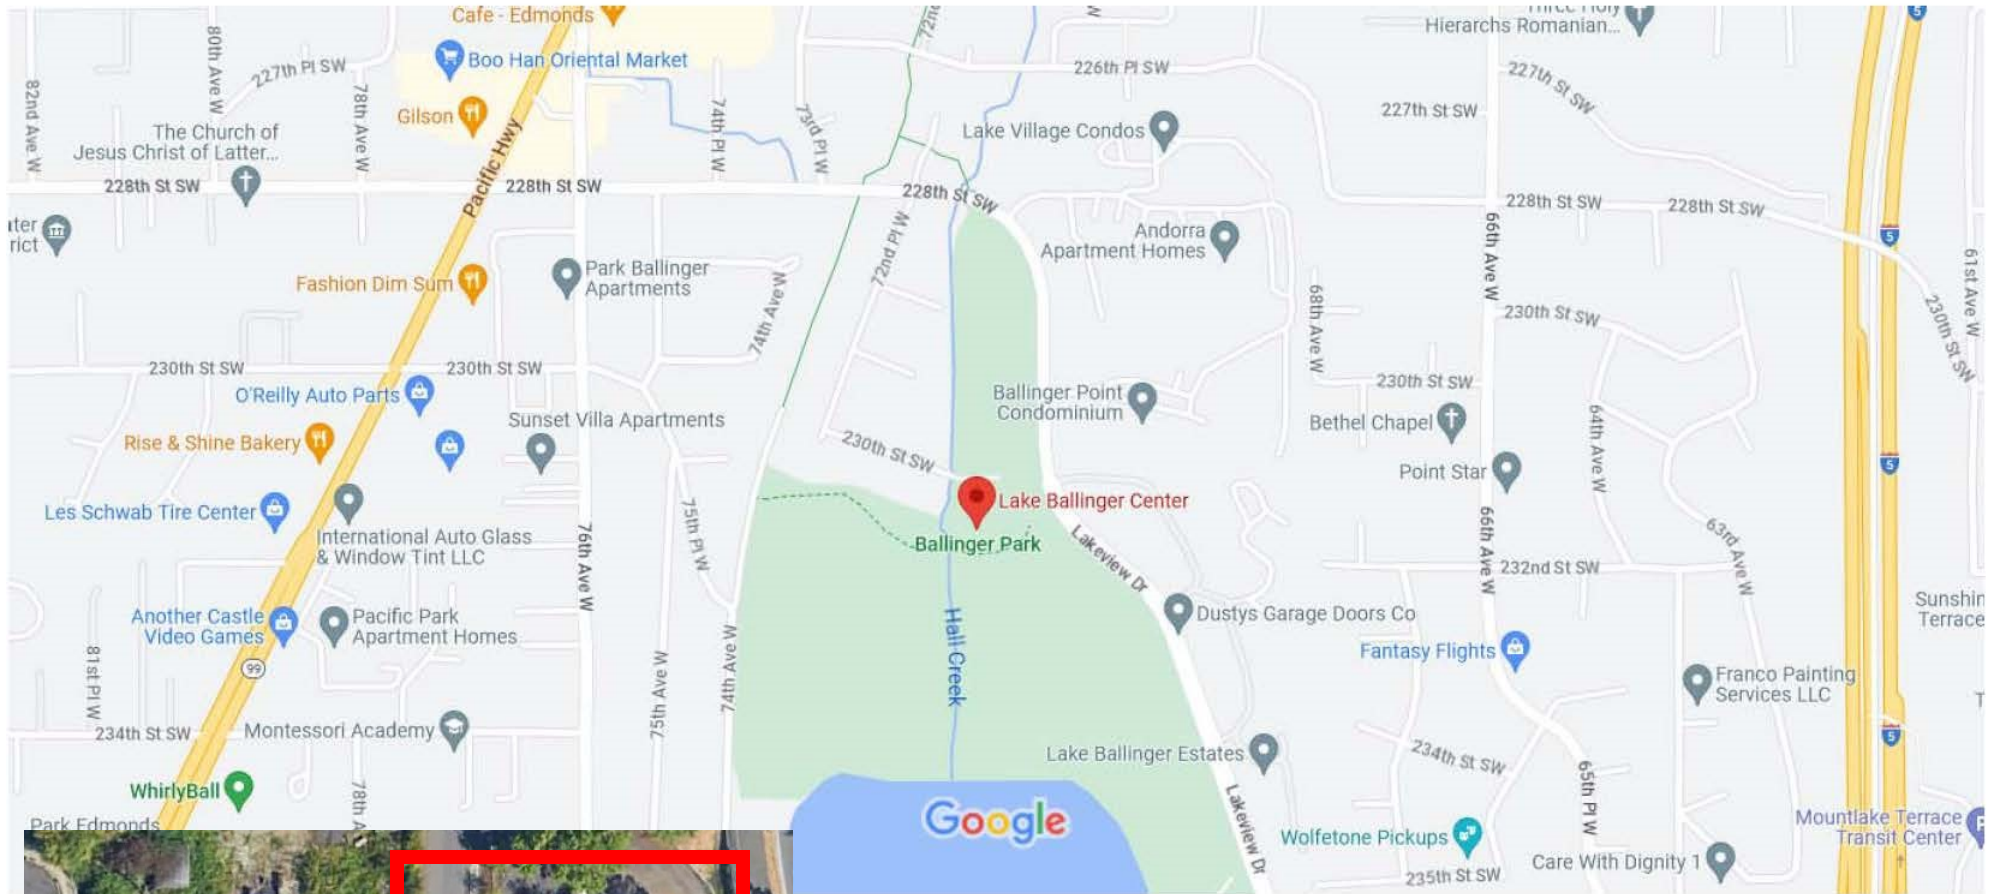 Cafe - Edmonds
72nd
W
Three Holy
Hierarchs Romanian...
5
80th Ave W
227th Pl SW
Boo Han Oriental Market
226th Pl SW
227th St SW
82nd Ave W
78th Ave W
Gilson
Pacific Hwy
74th Pl W
73rd Pl W
Lake Village Condos
227th St SW
The Church of
Jesus Christ of Latter...
228th St SW
228th St SW
228th St SW
228th St SW
228th St SW
ater
rict
72nd Pl W
Andorra
Apartment Homes
66th Ave W
5
61st Ave W
Fashion Dim Sum
Park Ballinger
Apartments
74th Ave W
68th Ave W
230th St SW
230th St SW
230th St SW
230th St SW
O'Reilly Auto Parts
Ballinger Point
Condominium
230th St SW
Bethel Chapel
64th Ave W
Rise & Shine Bakery
Sunset Villa Apartments
230th St SW
Point Star
5
Les Schwab Tire Center
International Auto Glass
& Window Tint LLC
76th Ave W
75th Pl W
Lake Ballinger Center
Ballinger Park
Lakeview Dr
66th Ave W
63rd Ave W
232nd St SW
Another Castle
Video Games
Pacific Park
Apartment Homes
Hall Creek
Dustys Garage Doors Co
Sunshin
Terrace
99
81st Pl W
75th Ave W
74th Ave W
Fantasy Flights
Franco Painting
Services LLC
T
234th St SW
Montessori Academy
Lake Ballinger Estates
234th St SW
5
WhirlyBall
78th A
Google
Lakeview Dr
65th Pl W
Park Edmonds
Wolfetone Pickups
Mountlake Terrace
Transit Center
P
Care With Dignity 1
235th St SW